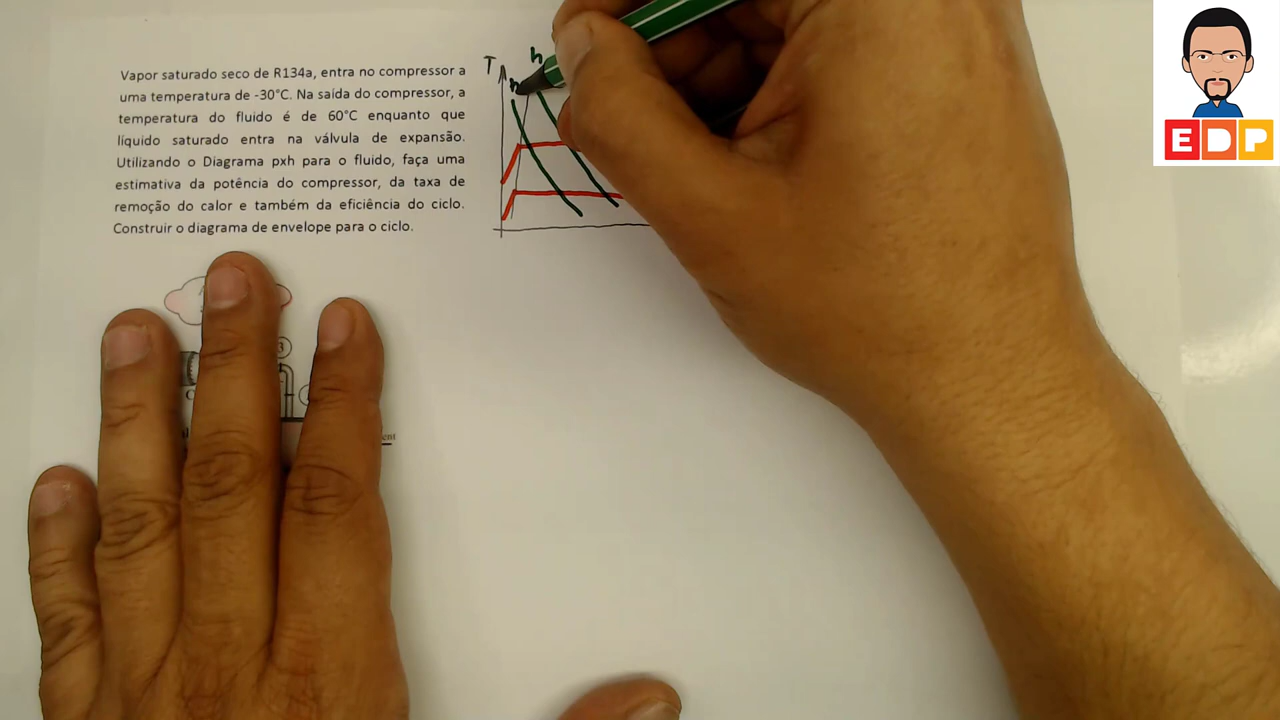 Vapor saturado seco de R134a, entra no compressor a
uma temperatura de -30°C. Na saída do compressor, a
temperatura do fluido é de 60°C enquanto que
líquido saturado entra na válvula de expansão.
Utilizando o Diagrama pxh para o fluido, faça uma
estimativa da potência do compressor, da taxa de
remoção do calor e também da eficiência do ciclo.
Construir o diagrama de envelope para o ciclo.
T
h
3
EDP